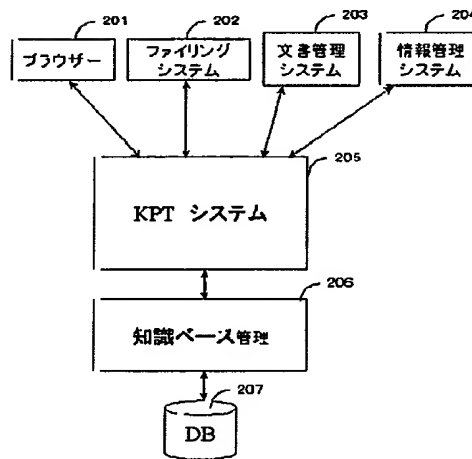 201
202
203
204
ブラウザー
ファイリング
システム
文書管理
システム
情報管理
システム
205
KPT システム
206
知識ベース管理
207
DB